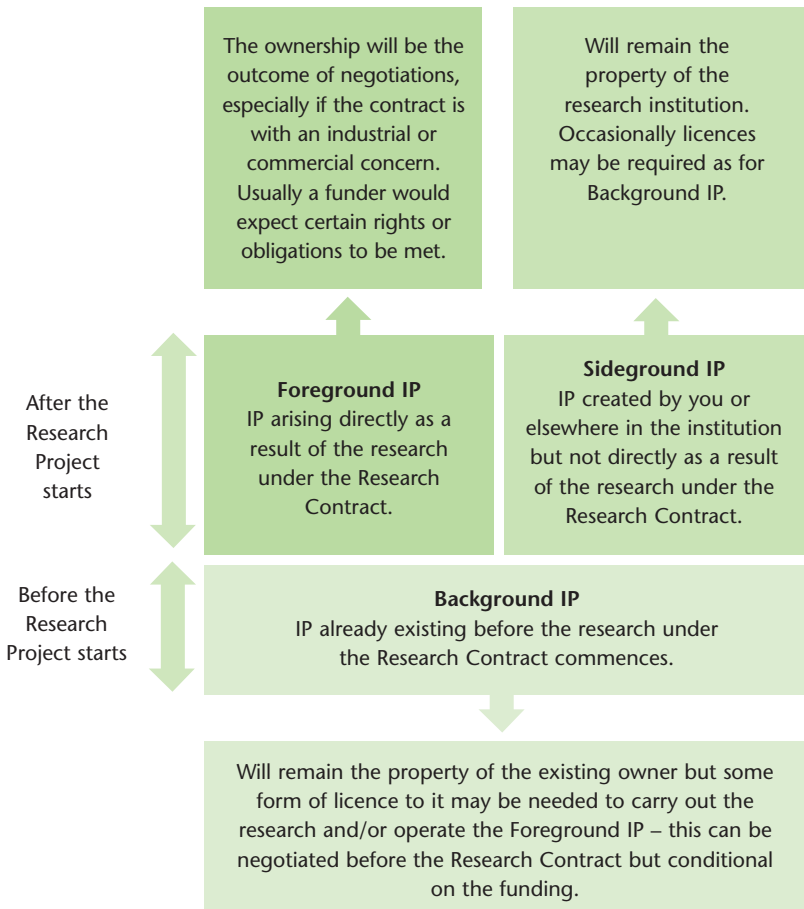 The ownership will be the
outcome of negotiations,
especially if the contract is
with an industrial or
commercial concern.
Usually a funder would
expect certain rights or
obligations to be met.
Will remain the
property of the
research institution.
Occasionally licences
may be required as for
Background IP.
After the
Research
Project
starts
Foreground IP
IP arising directly as a
result of the research
under the Research
Contract.
Sideground IP
IP created by you or
elsewhere in the institution
but not directly as a result
of the research under the
Research Contract.
Before the
Research
Project starts
Background IP
IP already existing before the research under
the Research Contract commences.
Will remain the property of the existing owner but some
form of licence to it may be needed to carry out the
research and/or operate the Foreground IP – this can be
negotiated before the Research Contract but conditional
on the funding.